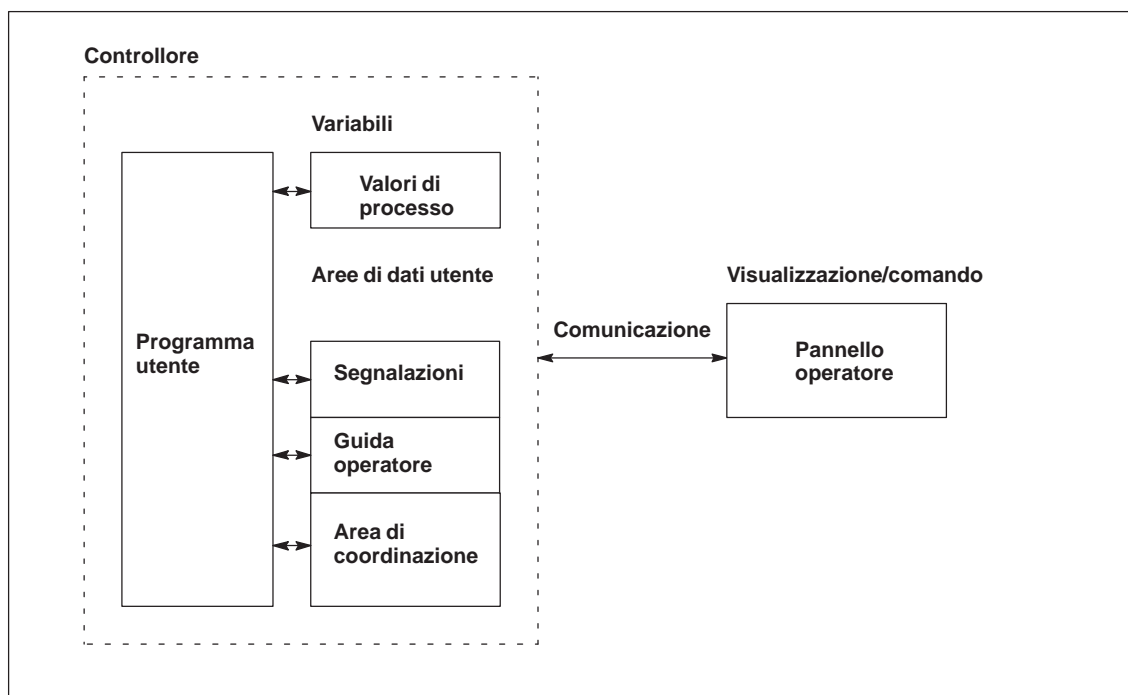 Controllore
Variabili
Valori di
processo
Aree di dati utente
Visualizzazione/comando
Comunicazione
Programma
utente
Segnalazioni
Pannello
operatore
Guida
operatore
Area di
coordinazione